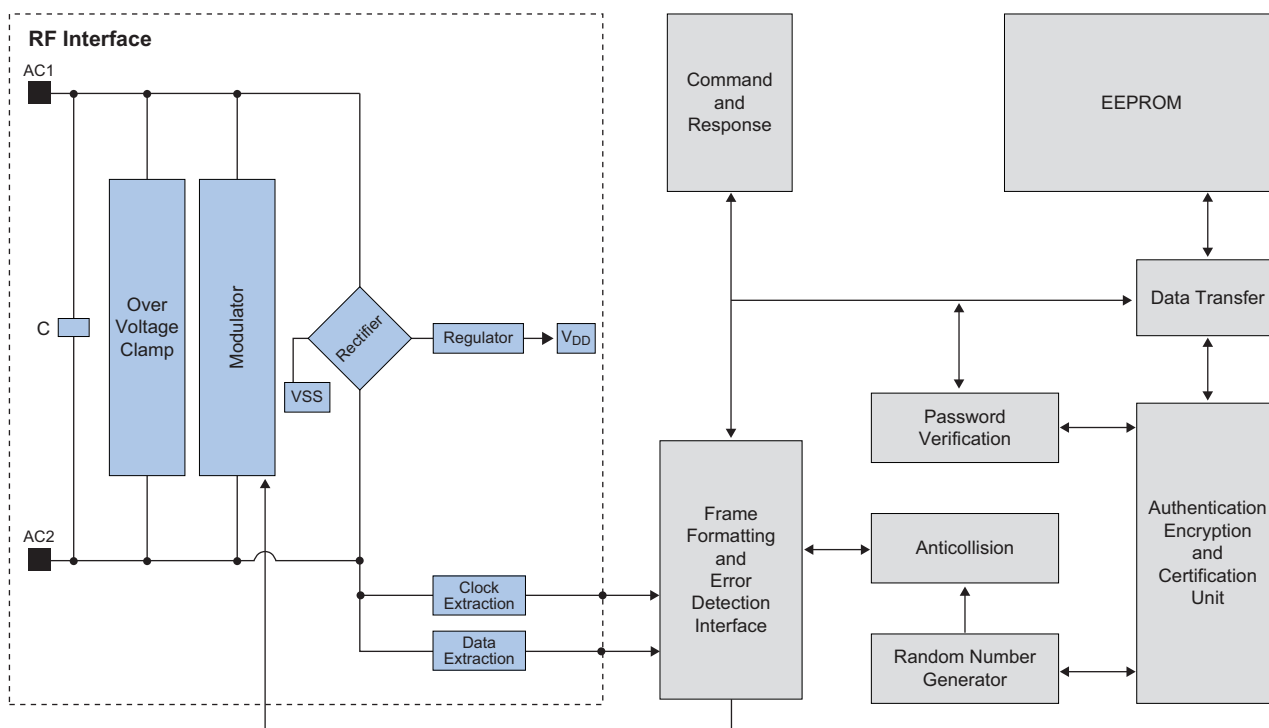 RF Interface
AC1
C
Over
Voltage
Clamp
Modulator
Rectifier
VSS
Regulator
VDD
AC2
Clock
Extraction
Data
Extraction
Command
and
Response
EEPROM
Data Transfer
Password
Verification
Frame
Formatting
and
Error
Detection
Interface
Anticollision
Random Number
Generator
Authentication
Encryption
and
Certification
Unit